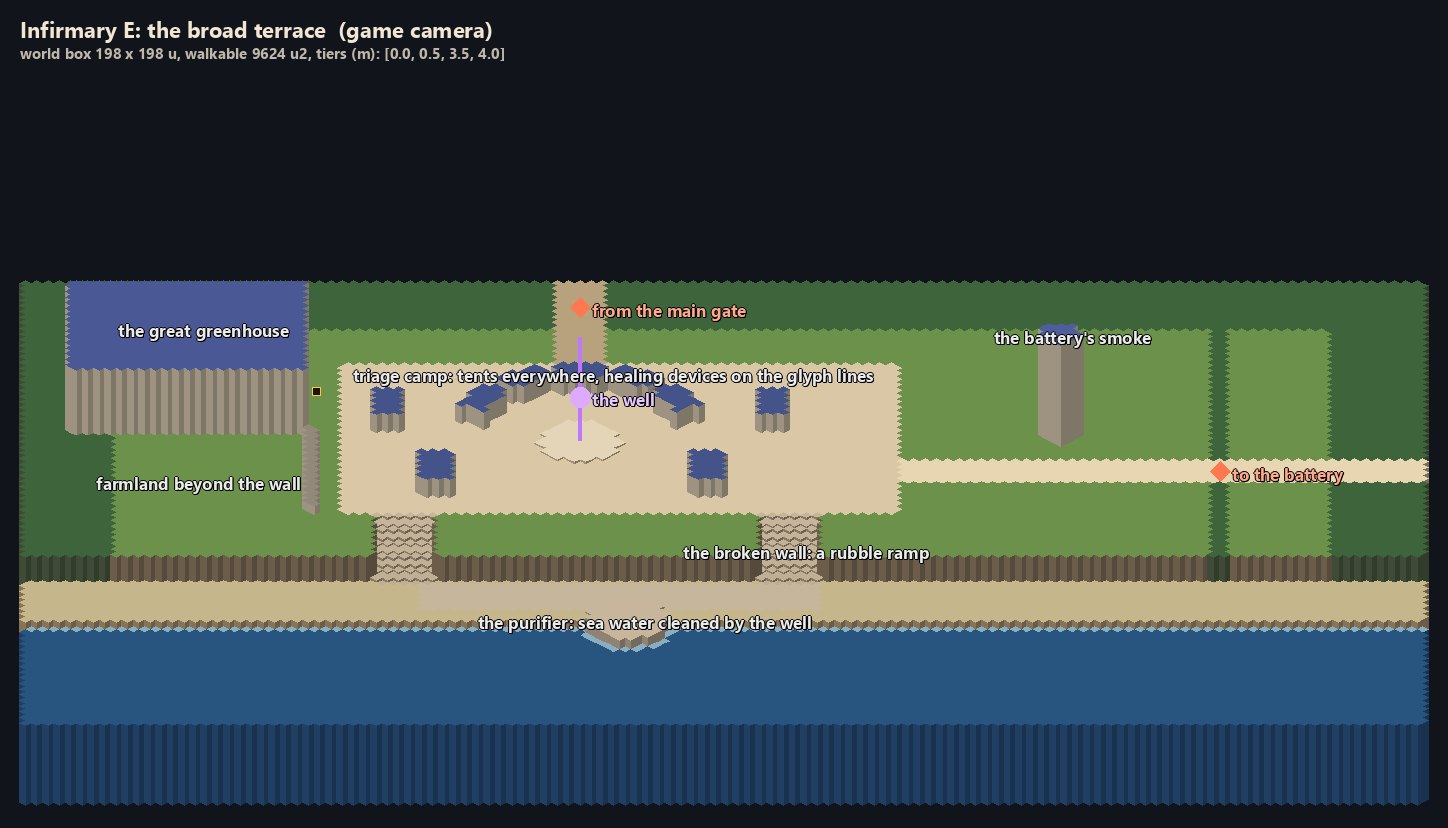 Infirmary E: the broad terrace  (game camera)
world box 198 x 198 u, walkable 9624 u2, tiers (m): [0.0, 0.5, 3.5, 4.0]
from the main gate
the great greenhouse
the battery's smoke
triage camp: tents everywhere, healing devices on the glyph lines
the well
to the battery
farmland beyond the wall
the broken wall: a rubble ramp
the purifier: sea water cleaned by the well